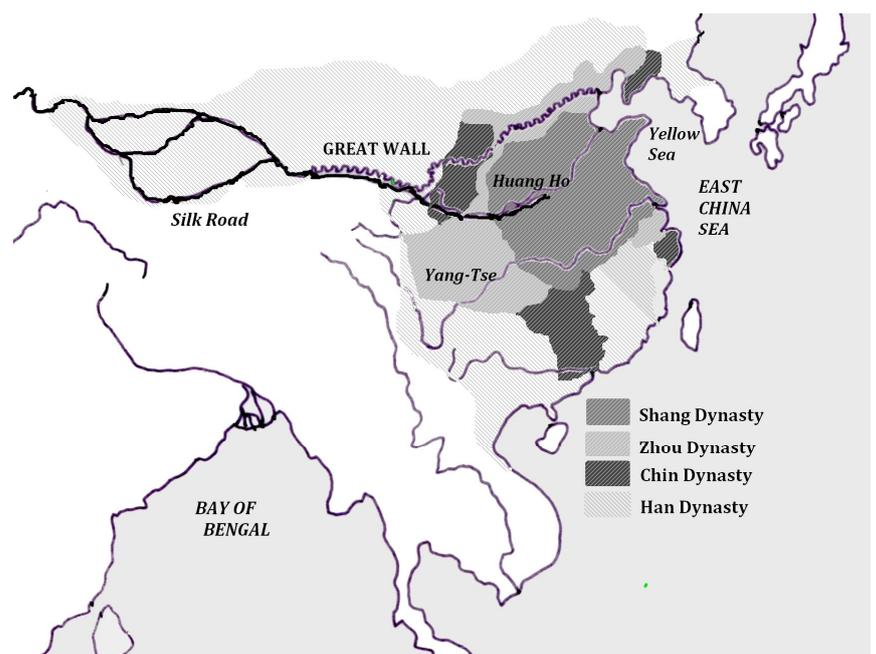 GREAT WALL
Yellow
Sea
Huang Ho
EAST
CHINA
SEA
Silk Road
Yang-Tse
Shang Dynasty
Zhou Dynasty
Chin Dynasty
Han Dynasty
BAY OF
BENGAL